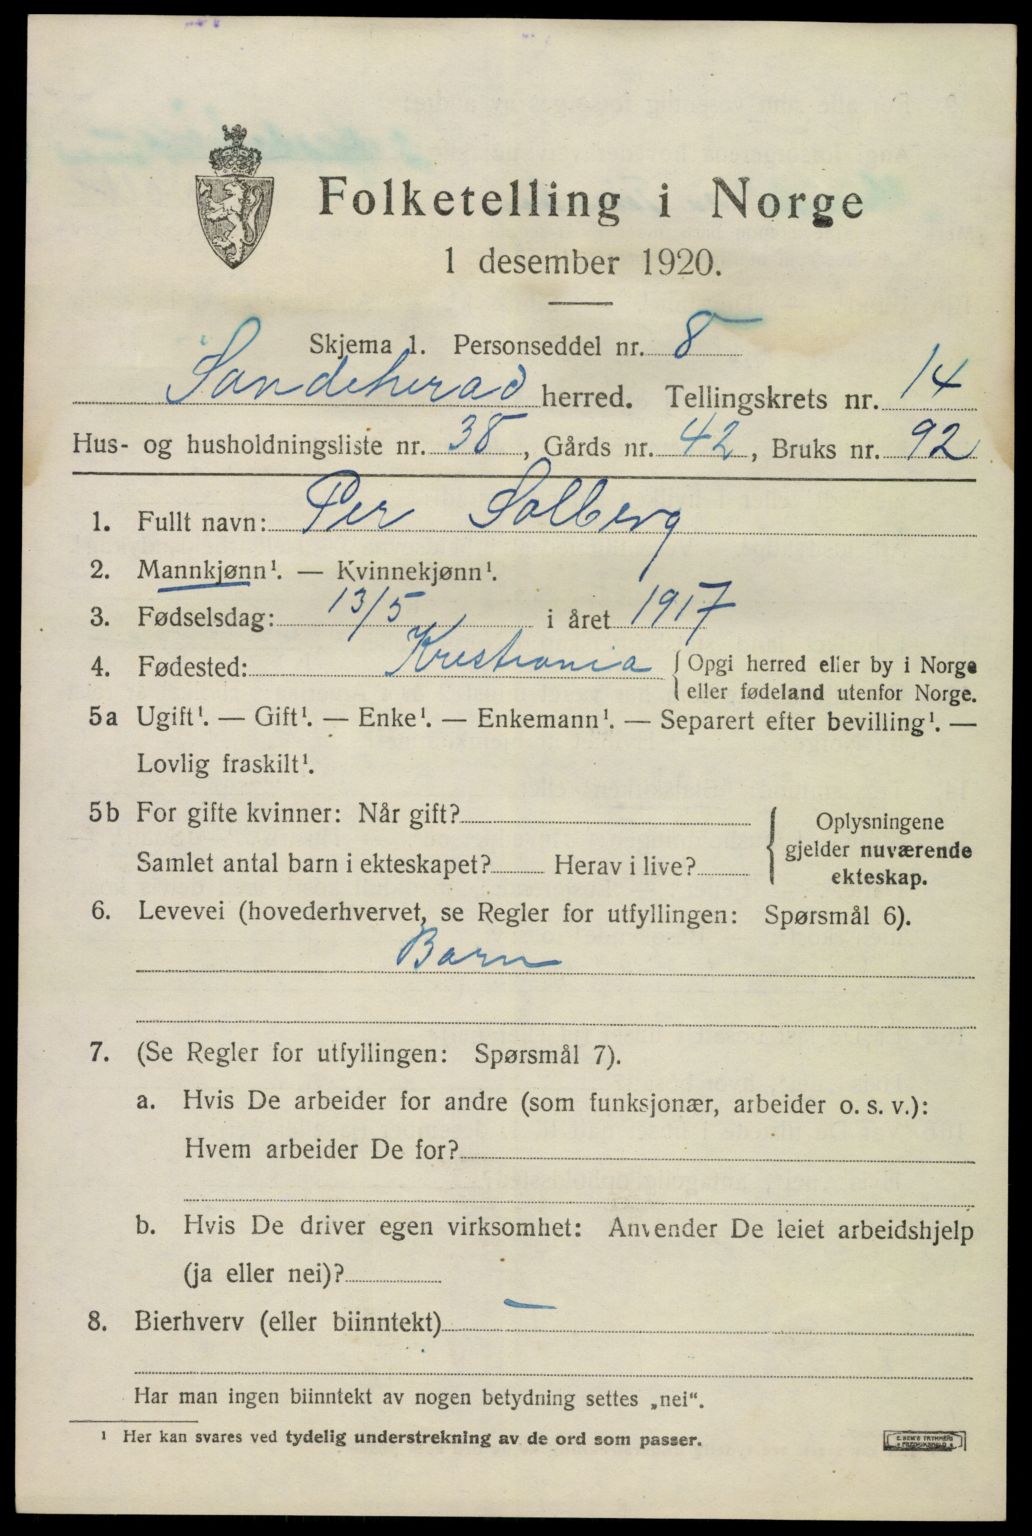 Folketelling i Norge
1 desember 1920.
Skjema 1. Personseddel nr. 8
Sandeherad herred. Tellingskrets nr. 14
Hus- og husholdningsliste nr. 38, Gårds nr. 42, Bruks nr. 92
1. Fullt navn: Per Solberg
2. Mannkjønn¹. — Kvinnekjønn¹.
3. Fødselsdag: 13/5 i året 1917
4. Fødested: Kristiania { Opgi herred eller by i Norge
eller fødeland utenfor Norge.
5a Ugift¹. — Gift¹. — Enke¹. — Enkemann¹. — Separert efter bevilling¹. —
Lovlig fraskilt¹.
5b For gifte kvinner: Når gift?
Samlet antal barn i ekteskapet? Herav i live?
{ Oplysningene
gjelder nuværende
ekteskap.
6. Levevei (hovederhvervet, se Regler for utfyllingen: Spørsmål 6).
Barn
7. (Se Regler for utfyllingen: Spørsmål 7).
a. Hvis De arbeider for andre (som funksjonær, arbeider o. s. v.):
Hvem arbeider De for?
b. Hvis De driver egen virksomhet: Anvender De leiet arbeidshjelp
(ja eller nei)?
8. Bierhverv (eller biinntekt) —
Har man ingen biinntekt av nogen betydning settes „nei“.
¹ Her kan svares ved tydelig understrekning av de ord som passer.